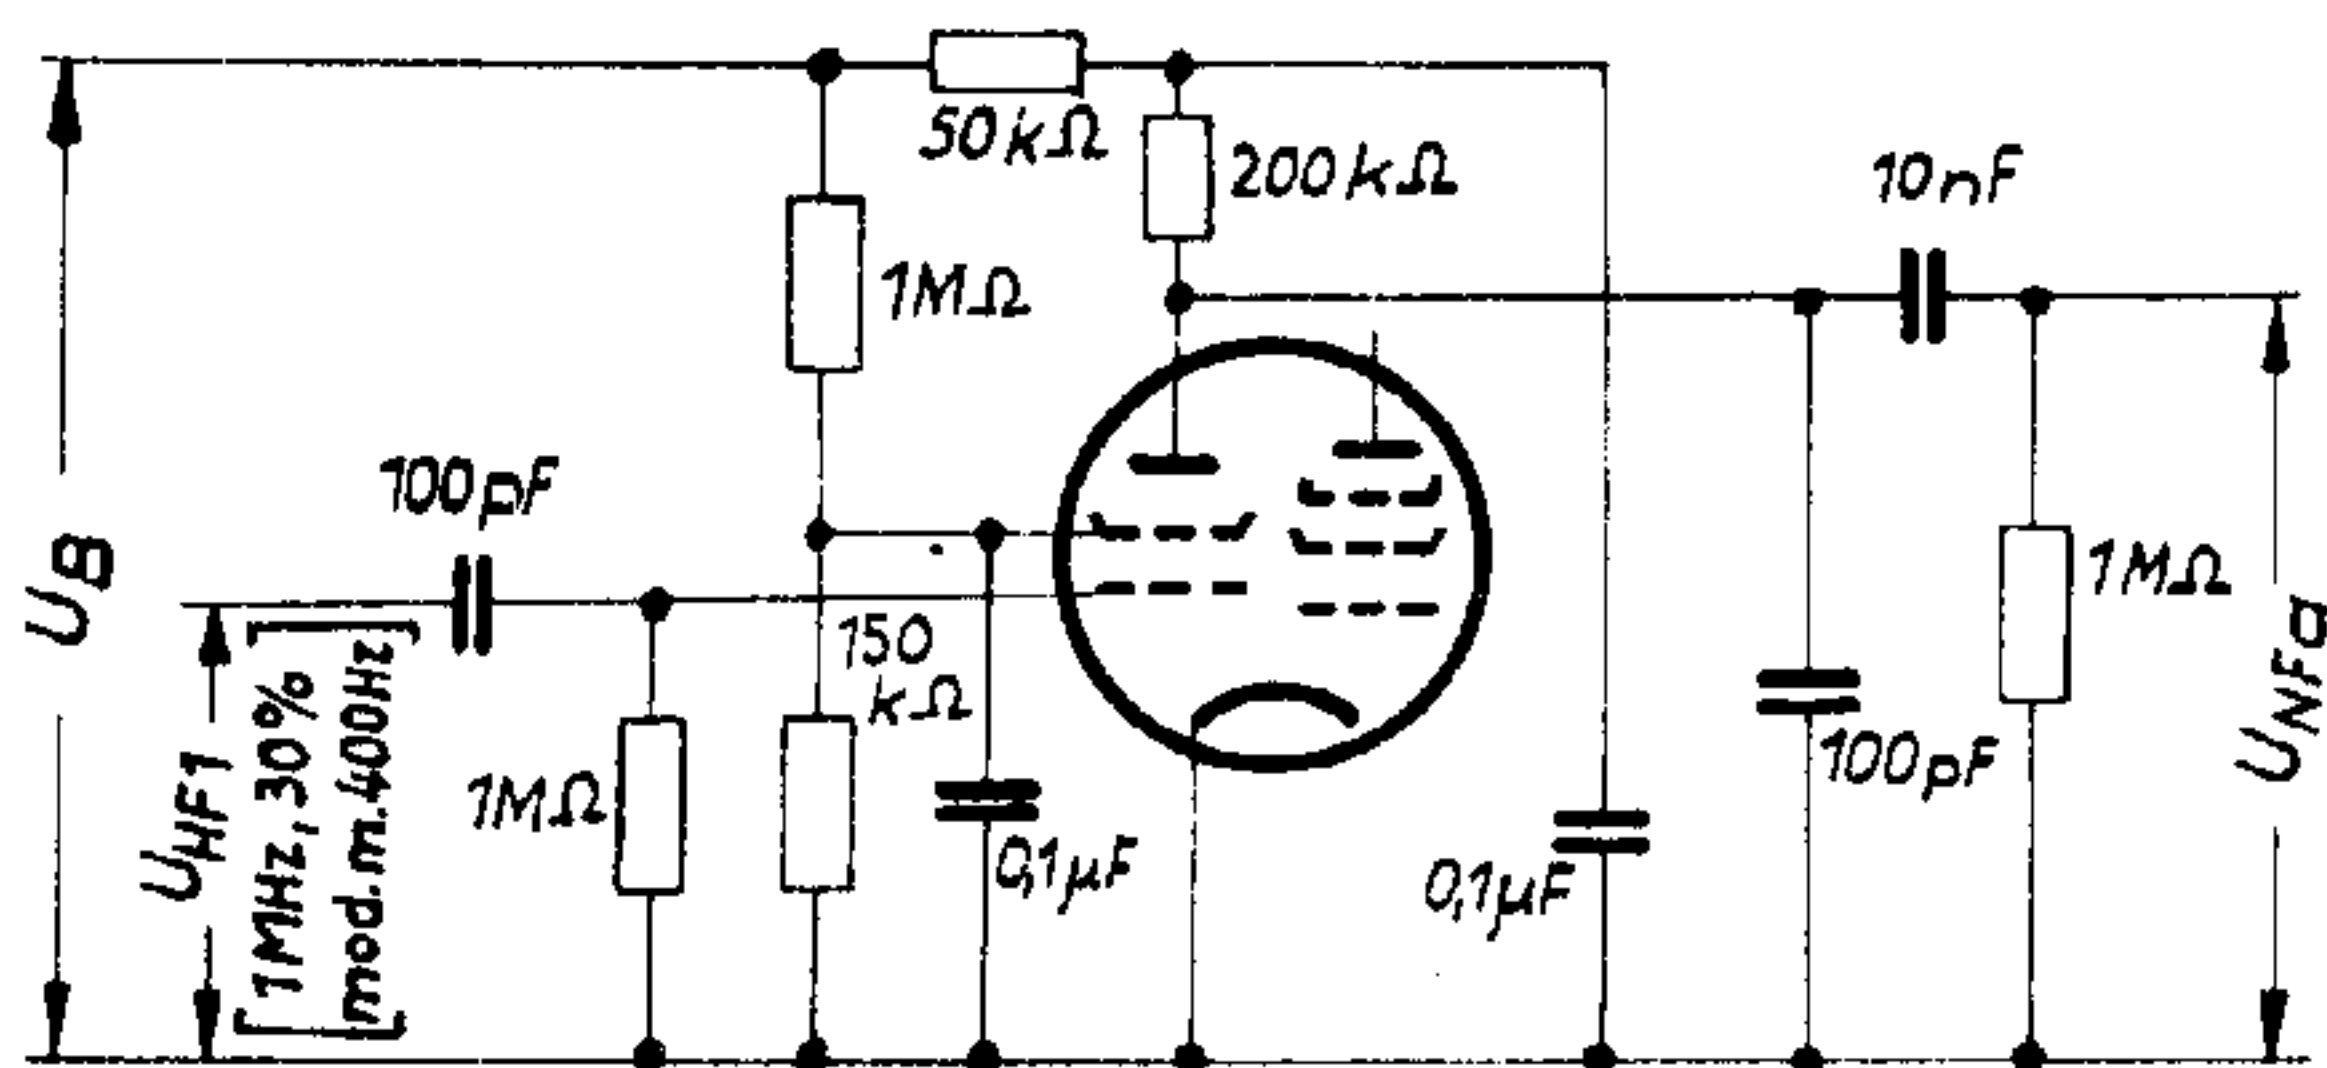 50kΩ
200kΩ
10nF
1MΩ
100pF
UB
150
kΩ
1MΩ
UHF1
1MHz, 30%
mod.m.400Hz
1MΩ
0,1µF
0,1µF
100pF
UNFa